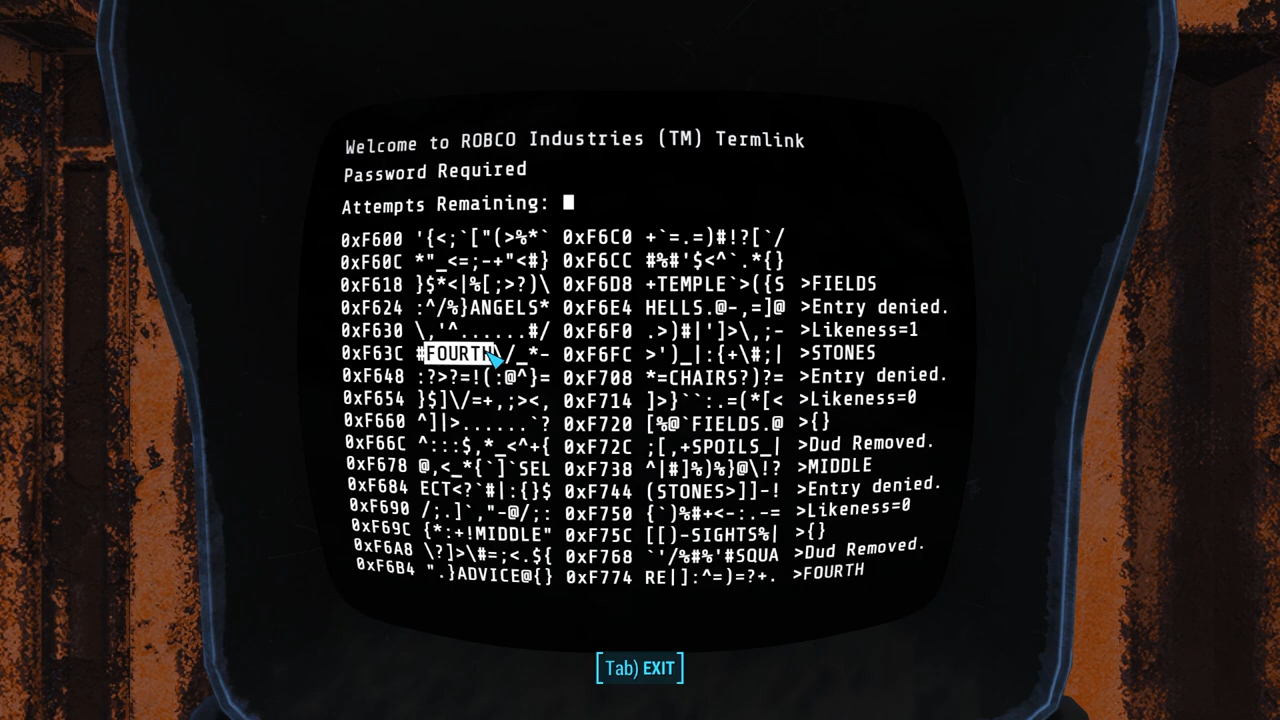 Welcome to ROBCO Industries (TM) Termlink
Password Required
Attempts Remaining: ■
0xF600 '{<;`["(>%*` 0xF6C0 +`=.=)#!?[`/
0xF60C *"_<=;-+"<#} 0xF6CC #%#'$<^`.*{}
0xF618 }$*<|%[;>?)\ 0xF6D8 +TEMPLE`>({S >FIELDS
0xF624 :^/%}ANGELS* 0xF6E4 HELLS.@-,=]@ >Entry denied.
0xF630 \,'^......#/ 0xF6F0 .>)#|']>\,;- >Likeness=1
0xF63C #FOURTH\/_*- 0xF6FC >')_|:{+\#;| >STONES
0xF648 :?>?=!(:@^}= 0xF708 *=CHAIRS?)?= >Entry denied.
0xF654 }$]\/=+,;><, 0xF714 ]>}``:.=(*[< >Likeness=0
0xF660 ^]|>......`? 0xF720 [%@`FIELDS.@ >{}
0xF66C ^:::$,*_<^+{ 0xF72C ;[,+SPOILS_| >Dud Removed.
0xF678 @,<_*{`]`SEL 0xF738 ^|#]%)%}@\!? >MIDDLE
0xF684 ECT<?`#|:{}$ 0xF744 (STONES>]]-! >Entry denied.
0xF690 /;.]`,"-@/;: 0xF750 {`)%#+<-:.-= >Likeness=0
0xF69C {*:+!MIDDLE" 0xF75C [[)-SIGHTS%| >{}
0xF6A8 \?]>\#=;<.${ 0xF768 `'/%#%'#SQUA >Dud Removed.
0xF6B4 ".}ADVICE@{} 0xF774 RE|]:^=)=?+. >FOURTH
[Tab) EXIT]